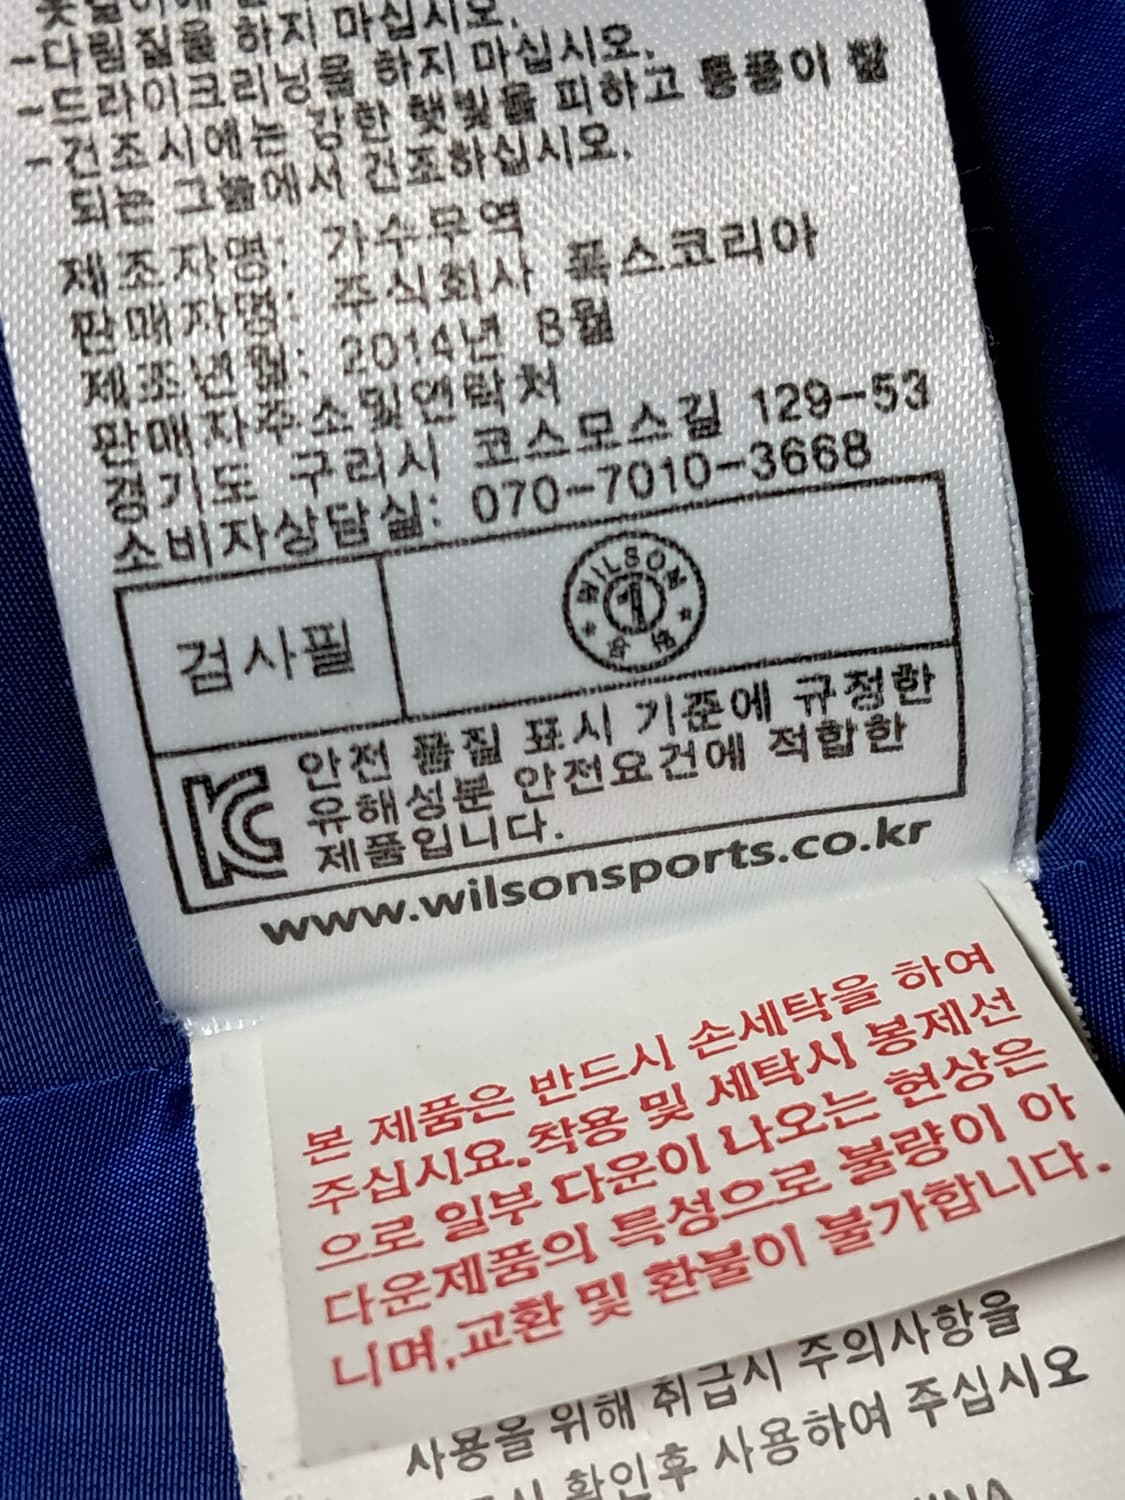 -다림질을 하지 마십시오.
-드라이크리닝을 하지 마십시오.
-건조시에는 강한 햇빛을 피하고 통풍이 잘
되는 그늘에서 건조하십시오.
제조자명: 가수무역
판매자명: 주식회사 폭스코리아
제조년월: 2014년 8월
판매자주소및연락처
경기도 구리시 코스모스길 129-53
소비자상담실: 070-7010-3668
WILSON
1
검사필
안전 품질 표시 기준에 규정한
유해성분 안전요건에 적합한
KC
제품입니다.
www.wilsonsports.co.kr
본 제품은 반드시 손세탁을 하여
주십시요.착용 및 세탁시 봉제선
으로 일부 다운이 나오는 현상은
다운제품의 특성으로 불량이 아
니며,교환 및 환불이 불가합니다.
사용을 위해 취급시 주의사항을
확인후 사용하여 주십시오